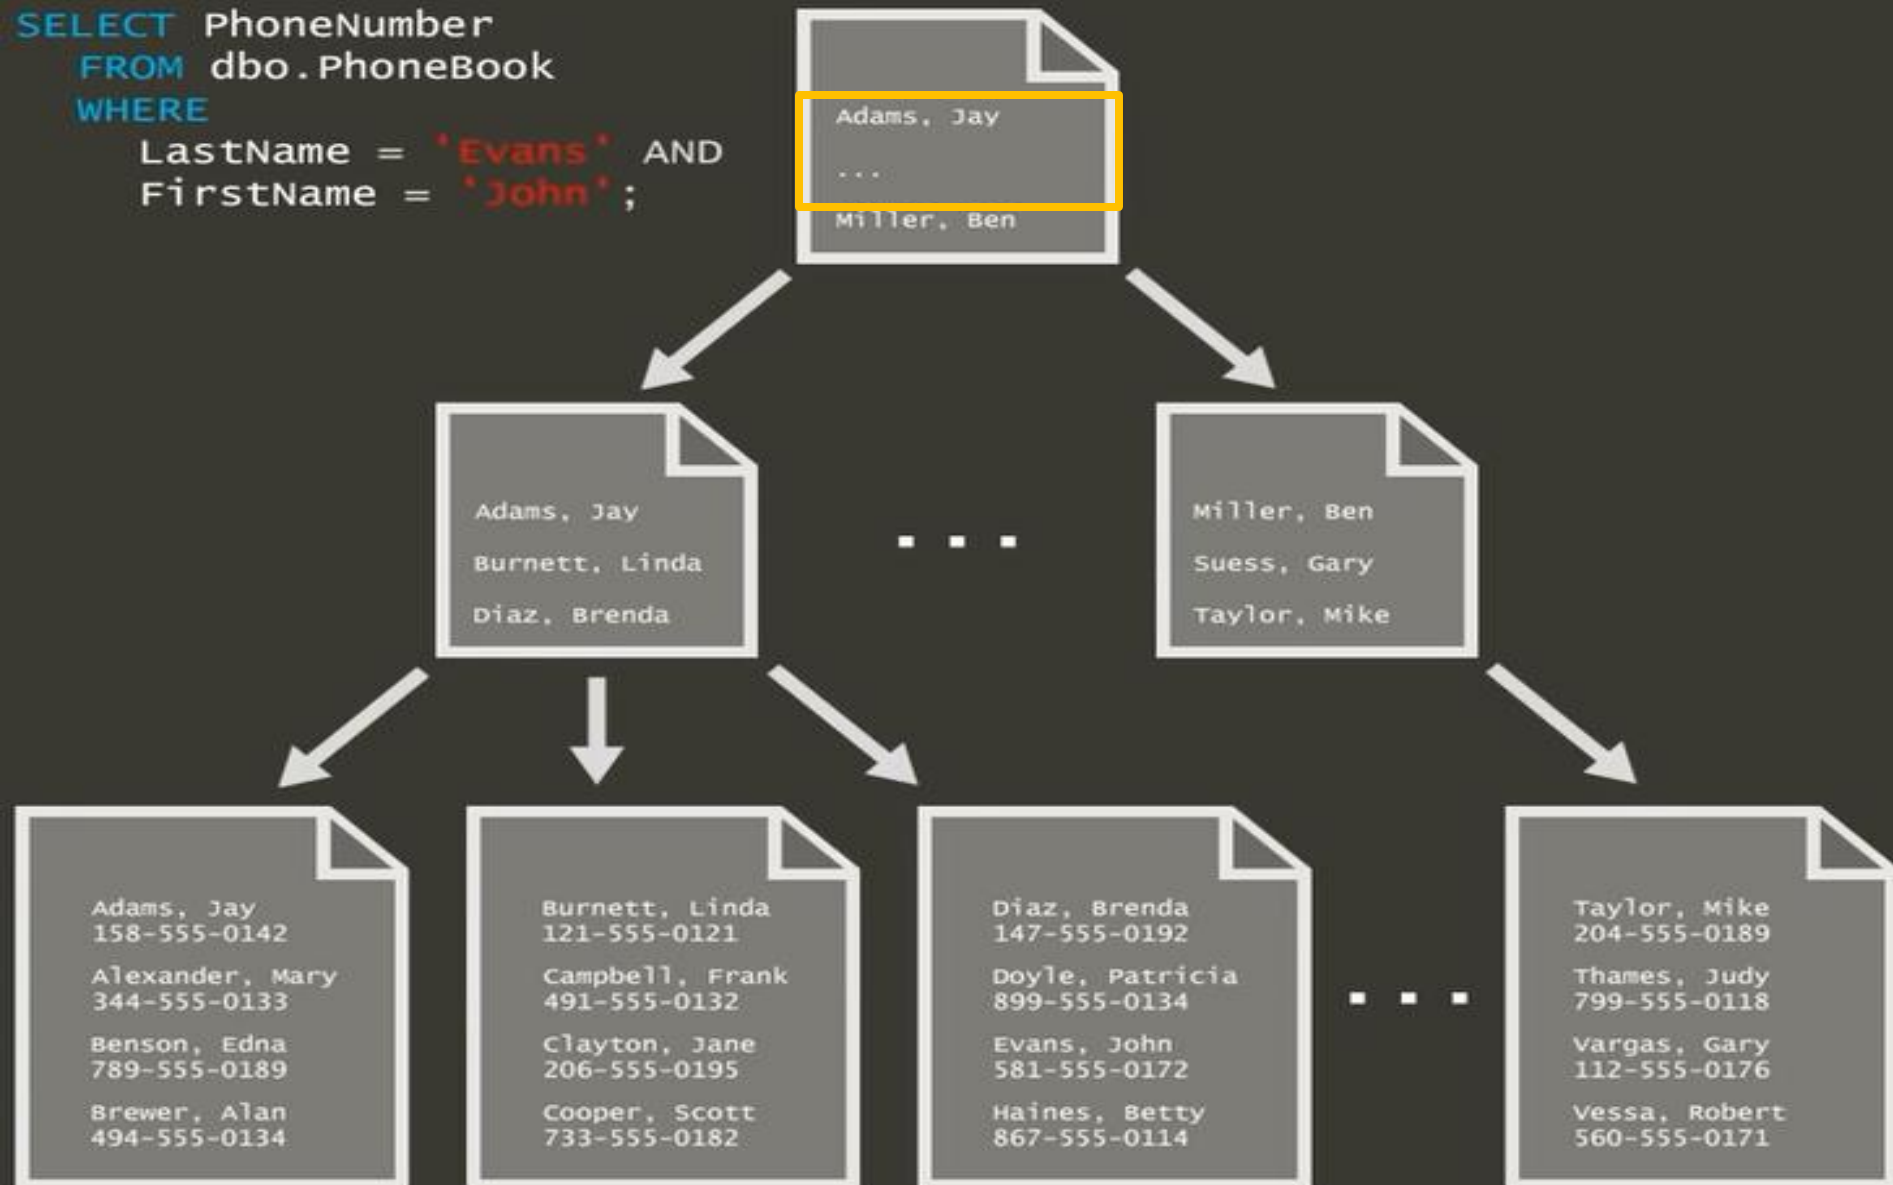 SELECT PhoneNumber
FROM dbo.PhoneBook
WHERE
LastName = 'Evans' AND
FirstName = 'John';
Adams, Jay
...
Miller, Ben
Adams, Jay
Burnett, Linda
Diaz, Brenda
...
Miller, Ben
Suess, Gary
Taylor, Mike
Adams, Jay
158-555-0142
Alexander, Mary
344-555-0133
Benson, Edna
789-555-0189
Brewer, Alan
494-555-0134
Burnett, Linda
121-555-0121
Campbell, Frank
491-555-0132
Clayton, Jane
206-555-0195
Cooper, Scott
733-555-0182
Diaz, Brenda
147-555-0192
Doyle, Patricia
899-555-0134
Evans, John
581-555-0172
Haines, Betty
867-555-0114
...
Taylor, Mike
204-555-0189
Thames, Judy
799-555-0118
Vargas, Gary
112-555-0176
Vessa, Robert
560-555-0171